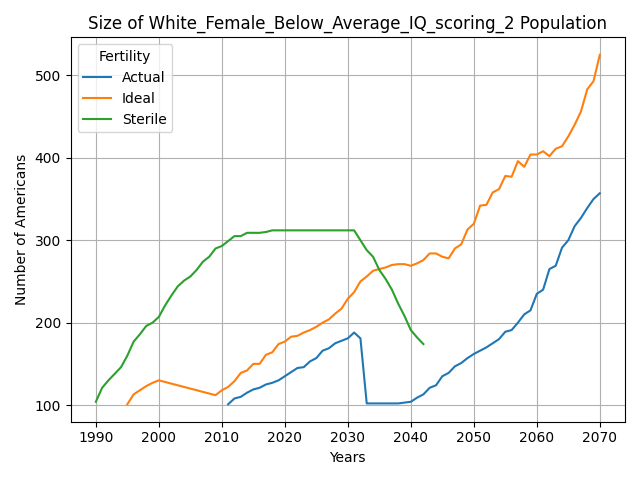 Size of White_Female_Below_Average_IQ_scoring_2 Population
Fertility
Actual
Ideal
Sterile
Number of Americans
500
400
300
200
100
1990 2000 2010 2020 2030 2040 2050 2060 2070
Years